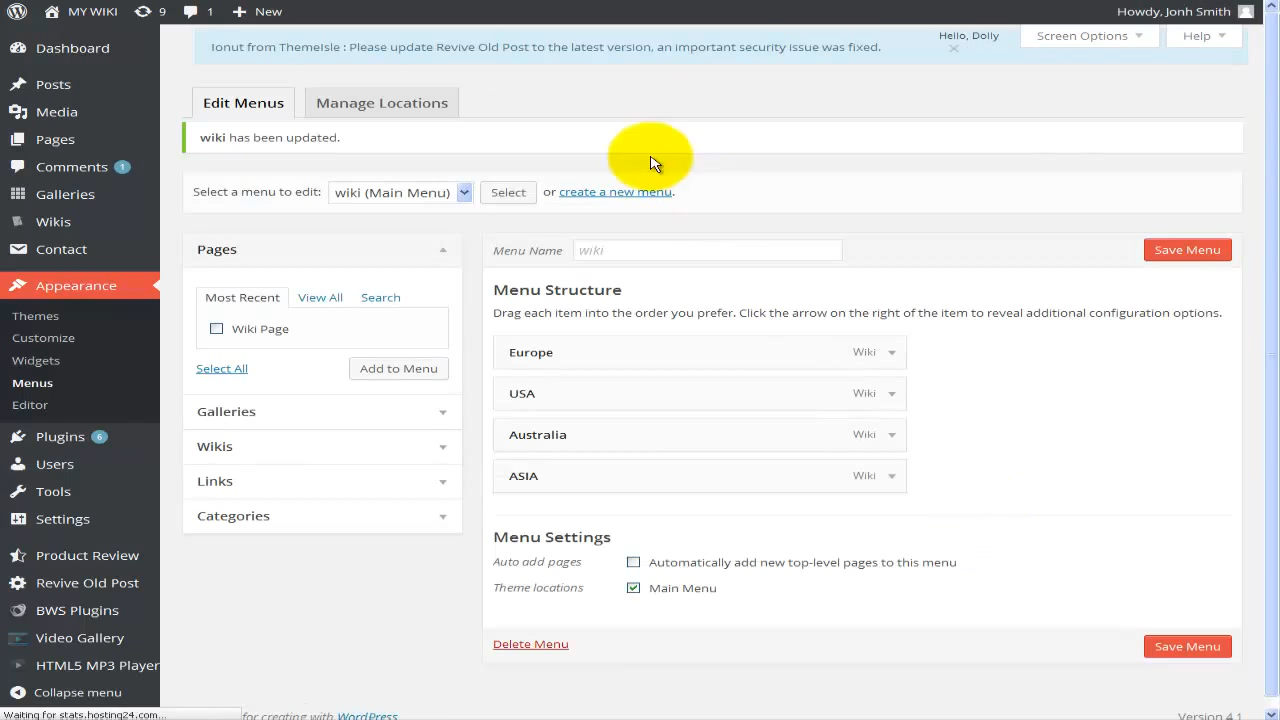 MY WIKI 9 1 New Howdy, Jonh Smith
Ionut from ThemeIsle : Please update Revive Old Post to the latest version, an important security issue was fixed.
Hello, Dolly
Screen Options
Help
Dashboard
Posts
Media
Pages
Comments 1
Galleries
Wikis
Contact
Appearance
Themes
Customize
Widgets
Menus
Editor
Plugins 6
Users
Tools
Settings
Product Review
Revive Old Post
BWS Plugins
Video Gallery
HTML5 MP3 Player
Collapse menu
Edit Menus Manage Locations
wiki has been updated.
Select a menu to edit: wiki (Main Menu) Select or create a new menu.
Pages
Most Recent View All Search
Wiki Page
Select All Add to Menu
Galleries
Wikis
Links
Categories
Menu Name wiki Save Menu
Menu Structure
Drag each item into the order you prefer. Click the arrow on the right of the item to reveal additional configuration options.
Europe Wiki
USA Wiki
Australia Wiki
ASIA Wiki
Menu Settings
Auto add pages Automatically add new top-level pages to this menu
Theme locations Main Menu
Delete Menu Save Menu
Waiting for stats.hosting24.com...
for creating with WordPress
Version 4.1